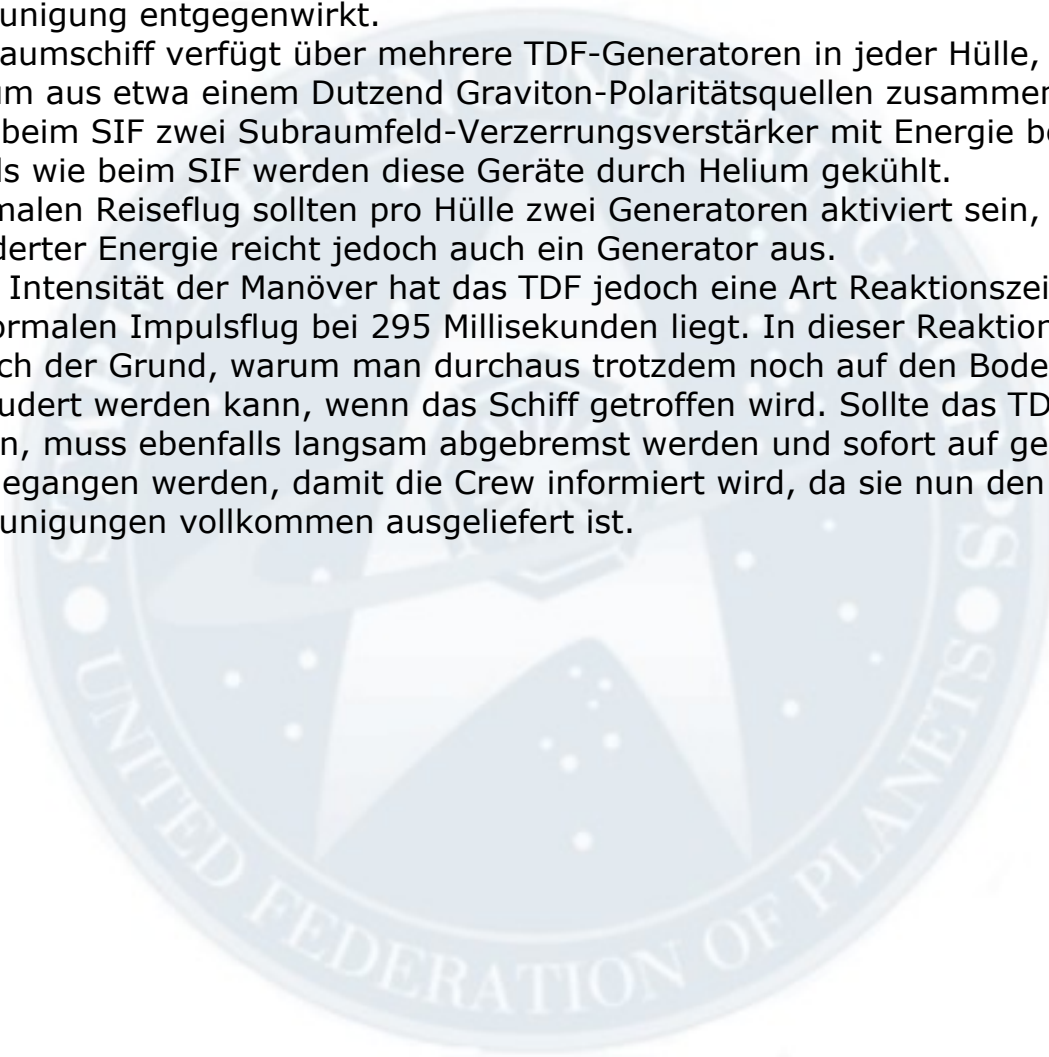 unigung entgegenwirkt.
aumschiff verfügt über mehrere TDF-Generatoren in jeder Hülle,
um aus etwa einem Dutzend Graviton-Polaritätsquellen zusammen
beim SIF zwei Subraumfeld-Verzerrungsverstärker mit Energie be
ls wie beim SIF werden diese Geräte durch Helium gekühlt.
malen Reiseflug sollten pro Hülle zwei Generatoren aktiviert sein,
derter Energie reicht jedoch auch ein Generator aus.
Intensität der Manöver hat das TDF jedoch eine Art Reaktionszei
ormalen Impulsflug bei 295 Millisekunden liegt. In dieser Reaktion
ch der Grund, warum man durchaus trotzdem noch auf den Bode
udert werden kann, wenn das Schiff getroffen wird. Sollte das TD
n, muss ebenfalls langsam abgebremst werden und sofort auf ge
egangen werden, damit die Crew informiert wird, da sie nun den
unigungen vollkommen ausgeliefert ist.
UNITED FEDERATION OF PLANETS